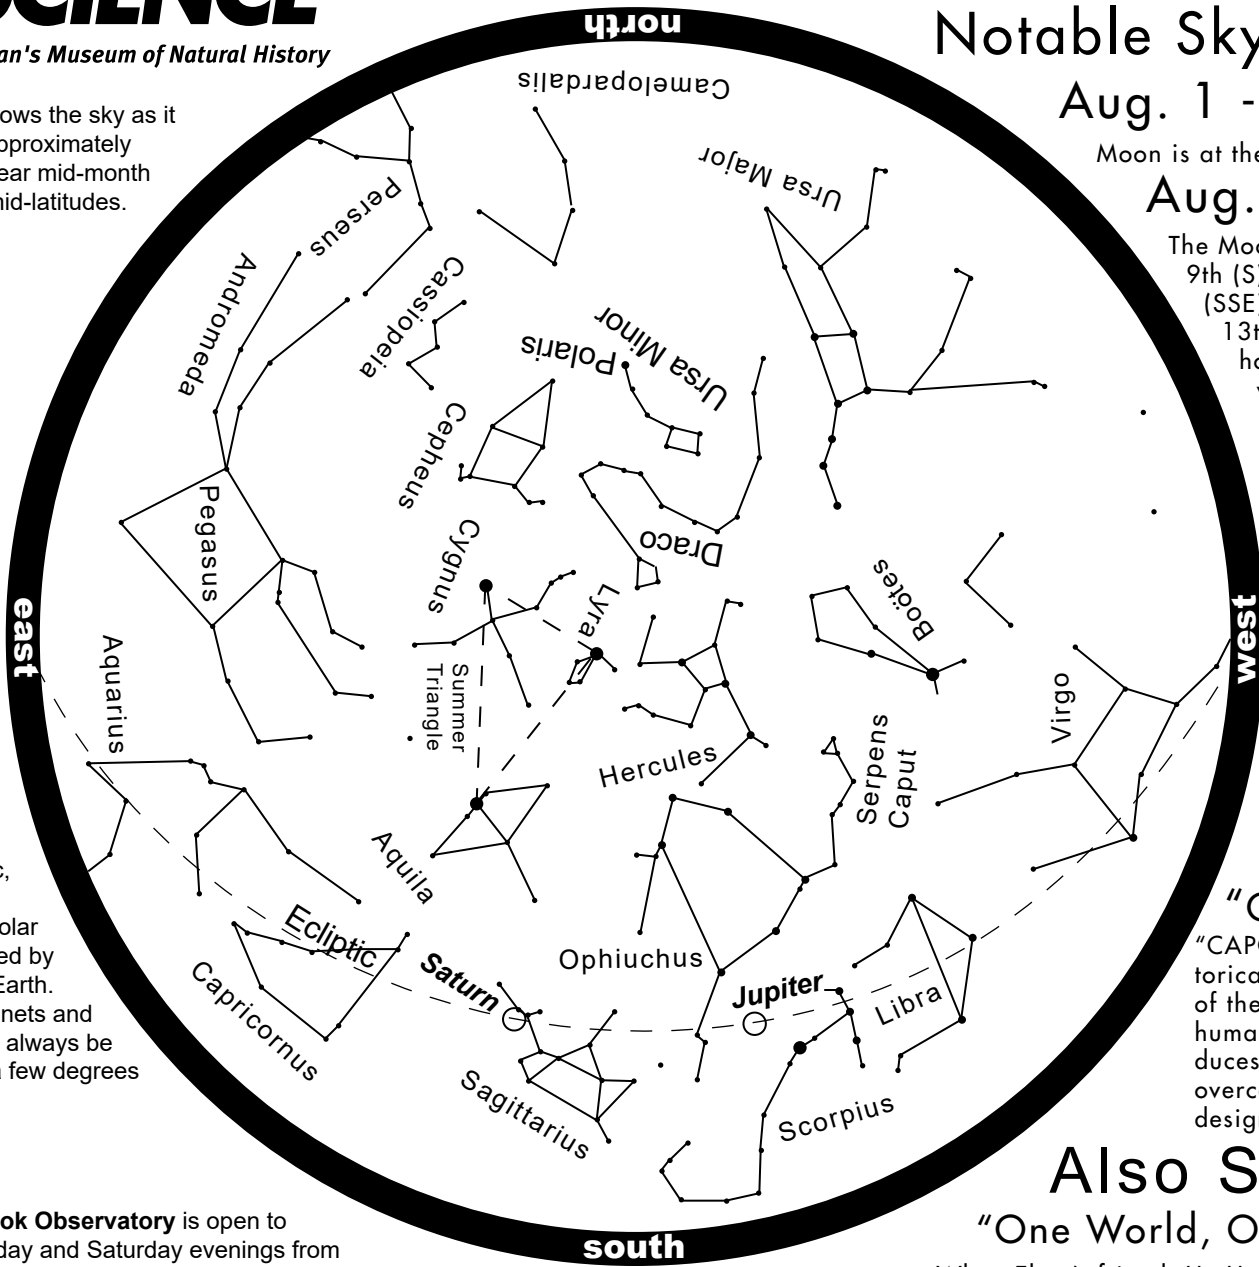 SCIENCE
an's Museum of Natural History
ows the sky as it
pproximately
ear mid-month
nid-latitudes.
Notable Sky
Aug. 1 -
Moon is at the
Aug.
The Moo
9th (S)
(SSE)
13t
ho
north
Camelopardalis
Ursa Major
Perseus
Andromeda
Cassiopeia
Ursa Minor
Polaris
Cepheus
Draco
Pegasus
Cygnus
Lyra
Boötes
east
west
Aquarius
Summer
Triangle
Hercules
Serpens
Caput
Virgo
Aquila
Ecliptic
Capricornus
Saturn
Ophiuchus
Jupiter
Libra
Sagittarius
Scorpius
south
c,
olar
ed by
Earth.
nets and
always be
a few degrees
"CAPO
torica
of the
huma
duces
overc
desig
ok Observatory is open to
day and Saturday evenings from
Also S
"One World, O